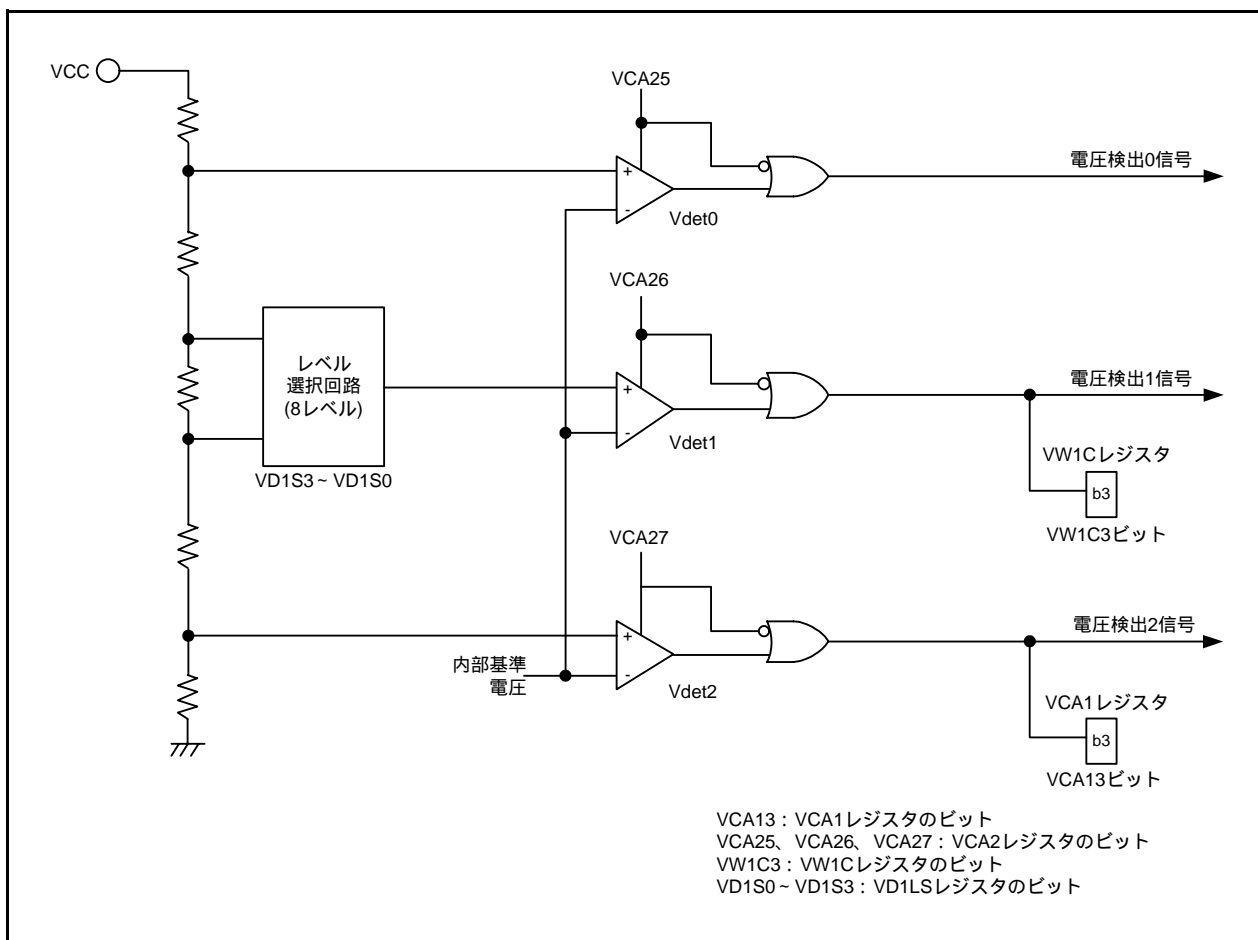 VCC
VCA25
電圧検出0信号
+
-
Vdet0
VCA26
レベル
選択回路
(8レベル)
VD1S3 ~ VD1S0
電圧検出1信号
+
-
Vdet1
VW1Cレジスタ
b3
VW1C3ビット
VCA27
電圧検出2信号
+
-
内部基準
電圧
Vdet2
VCA1レジスタ
b3
VCA13ビット
VCA13 : VCA1レジスタのビット
VCA25、VCA26、VCA27 : VCA2レジスタのビット
VW1C3 : VW1Cレジスタのビット
VD1S0 ~ VD1S3 : VD1LSレジスタのビット